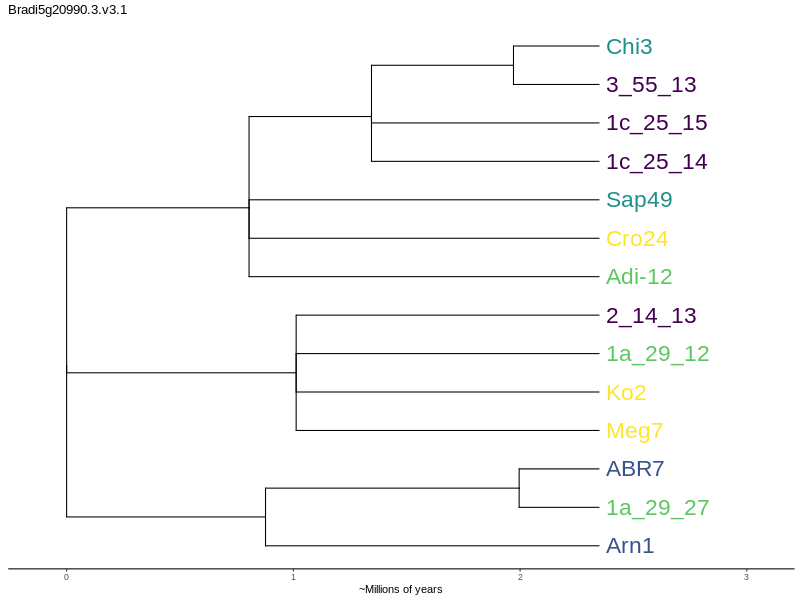 Bradi5g20990.3.v3.1
Chi3
3_55_13
1c_25_15
1c_25_14
Sap49
Cro24
Adi-12
2_14_13
1a_29_12
Ko2
Meg7
ABR7
1a_29_27
Arn1
0 1 2 3
~Millions of years